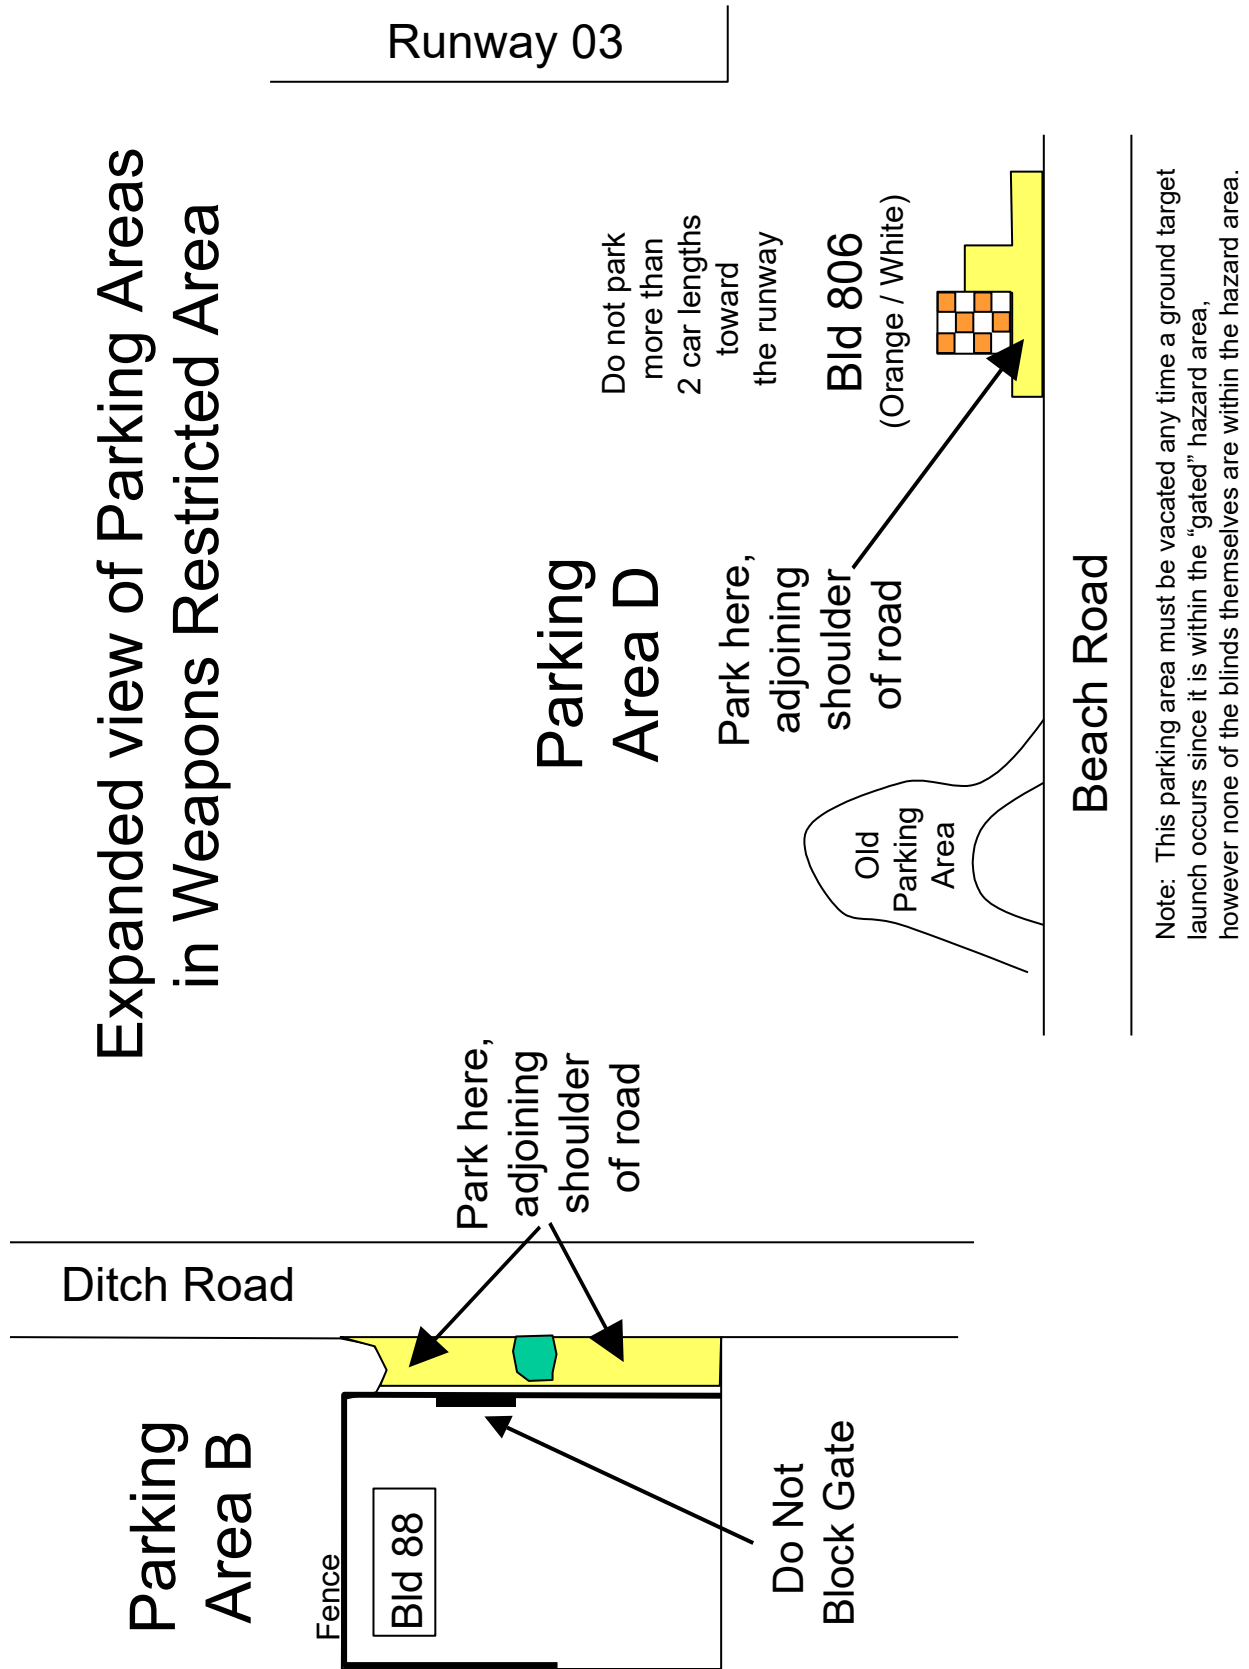 Expanded view of Parking Areas
in Weapons Restricted Area
Runway 03
Parking
Area B
Fence
Bld 88
Do Not
Block Gate
Ditch Road
Park here,
adjoining
shoulder
of road
Parking
Area D
Park here,
adjoining
shoulder
of road
Do not park
more than
2 car lengths
toward
the runway
Bld 806
(Orange / White)
Old
Parking
Area
Beach Road
Note:  This parking area must be vacated any time a ground target
launch occurs since it is within the “gated” hazard area,
however none of the blinds themselves are within the hazard area.